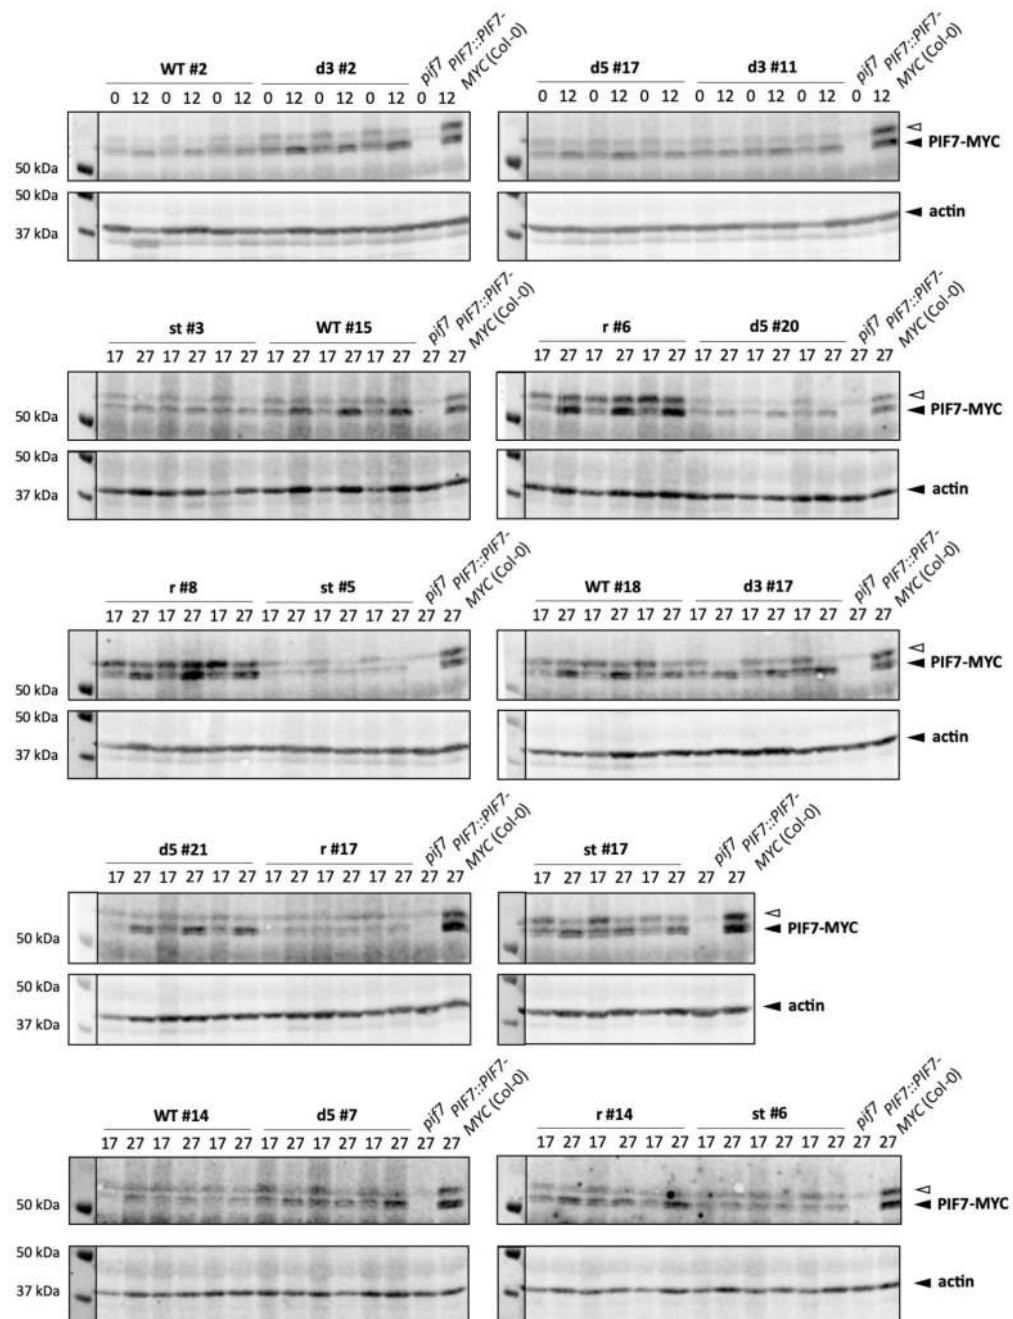 WT #2 d3 #2 pif7 PIF7::PIF7-MYC (Col-0)
0 12 0 12 0 12 0 12 0 12 0 12 0 12
50 kDa
50 kDa
37 kDa
d5 #17 d3 #11 pif7 PIF7::PIF7-MYC (Col-0)
0 12 0 12 0 12 0 12 0 12 0 12 0 12
PIF7-MYC
actin
st #3 WT #15 pif7 PIF7::PIF7-MYC (Col-0)
17 27 17 27 17 27 17 27 17 27 17 27 27 27
50 kDa
50 kDa
37 kDa
r #6 d5 #20 pif7 PIF7::PIF7-MYC (Col-0)
17 27 17 27 17 27 17 27 17 27 17 27 27 27
PIF7-MYC
actin
r #8 st #5 pif7 PIF7::PIF7-MYC (Col-0)
17 27 17 27 17 27 17 27 17 27 17 27 27 27
50 kDa
50 kDa
37 kDa
WT #18 d3 #17 pif7 PIF7::PIF7-MYC (Col-0)
17 27 17 27 17 27 17 27 17 27 17 27 27 27
PIF7-MYC
actin
d5 #21 r #17 pif7 PIF7::PIF7-MYC (Col-0)
17 27 17 27 17 27 17 27 17 27 17 27 27 27
50 kDa
50 kDa
37 kDa
st #17 pif7 PIF7::PIF7-MYC (Col-0)
17 27 17 27 17 27 27 27
PIF7-MYC
actin
WT #14 d5 #7 pif7 PIF7::PIF7-MYC (Col-0)
17 27 17 27 17 27 17 27 17 27 17 27 27 27
50 kDa
50 kDa
37 kDa
r #14 st #6 pif7 PIF7::PIF7-MYC (Col-0)
17 27 17 27 17 27 17 27 17 27 17 27 27 27
PIF7-MYC
actin